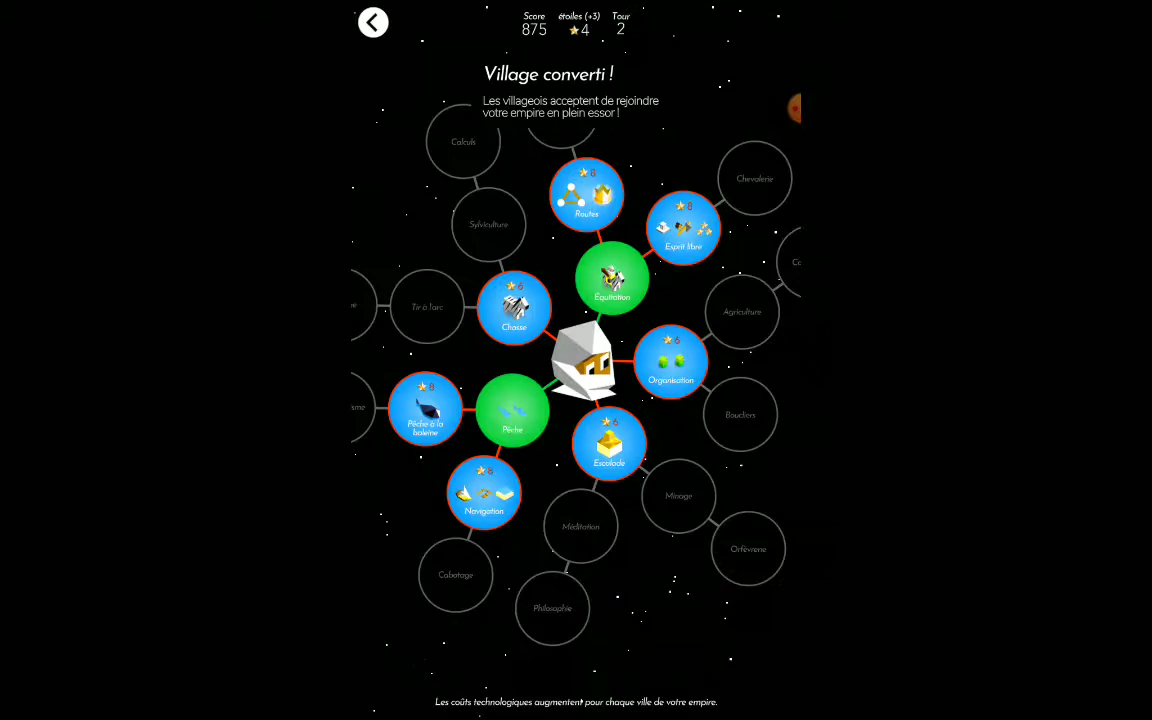 Score
étoiles (+3)
Tour
875
4
2
Village converti !
Les villageois acceptent de rejoindre
votre empire en plein essor !
Calculs
8
Routes
Chevalerie
8
Esprit libre
Sylviculture
Équitation
6
Chasse
Tir à l'arc
Agriculture
6
Organisation
8
Pêche à la
baleine
Pêche
Boucliers
6
Escalade
isme
8
Navigation
Minage
Méditation
Orfèvrerie
Cabotage
Philosophie
Les coûts technologiques augmentent pour chaque ville de votre empire.